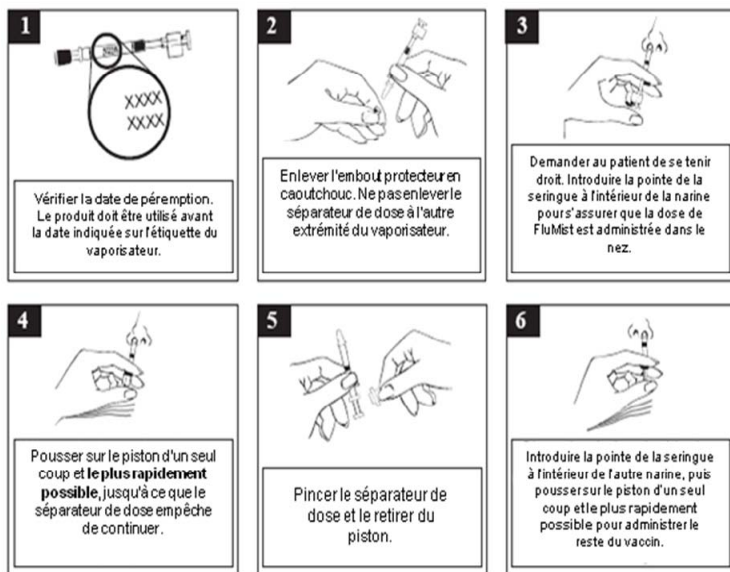 1
XXXX
XXXX
Vérifier la date de péremption.
Le produit doit être utilisé avant
la date indiquée sur l'étiquette du
vaporisateur.
2
Enlever l'embout protecteur en
caoutchouc. Ne pas enlever le
séparateur de dose à l'autre
extrémité du vaporisateur.
3
Demander au patient de se tenir
droit. Introduire la pointe de la
seringue à l'intérieur de la narine
pour s'assurer que la dose de
FluMist est administrée dans le
nez.
4
Pousser sur le piston d'un seul
coup et le plus rapidement
possible, jusqu'à ce que le
séparateur de dose empêche
de continuer.
5
Pincer le séparateur de
dose et le retirer du
piston.
6
Introduire la pointe de la seringue
à l'intérieur de l'autre narine, puis
pousser sur le piston d'un seul
coup et le plus rapidement
possible pour administrer le
reste du vaccin.